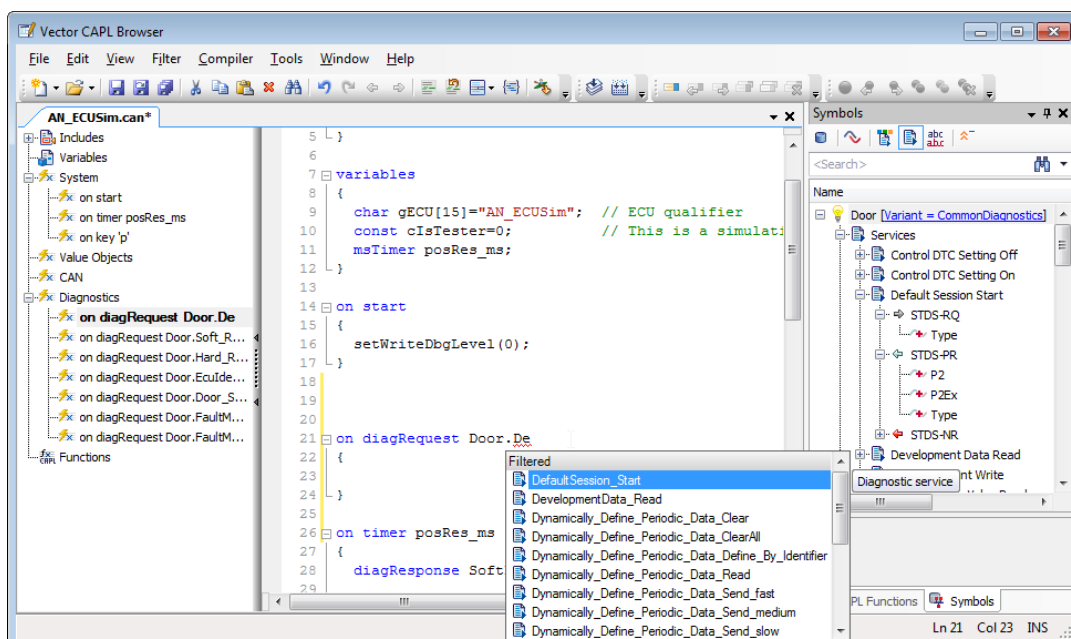 Vector CAPL Browser
File Edit View Filter Compiler Tools Window Help
AN_ECUSim.can*
Includes
Variables
System
on start
on timer posRes_ms
on key 'p'
Value Objects
CAN
Diagnostics
on diagRequest Door.De
on diagRequest Door.Soft_R...
on diagRequest Door.Hard_R...
on diagRequest Door.EcuIde...
on diagRequest Door.Door_S...
on diagRequest Door.FaultM...
on diagRequest Door.FaultM...
Functions
5 }
6
7 variables
8 {
9 char gECU[15]="AN_ECUSim"; // ECU qualifier
10 const cIsTester=0; // This is a simulati
11 msTimer posRes_ms;
12 }
13
14 on start
15 {
16 setWriteDbgLevel(0);
17 }
18
19
20
21 on diagRequest Door.De
22 {
23
24 }
25
26 on timer posRes_ms
27 {
28 diagResponse Soft
29
Filtered
DefaultSession_Start
DevelopmentData_Read
Dynamically_Define_Periodic_Data_Clear
Dynamically_Define_Periodic_Data_ClearAll
Dynamically_Define_Periodic_Data_Define_By_Identifier
Dynamically_Define_Periodic_Data_Read
Dynamically_Define_Periodic_Data_Send_fast
Dynamically_Define_Periodic_Data_Send_medium
Dynamically_Define_Periodic_Data_Send_slow
Diagnostic service
Symbols
abc
abc
<Search>
Name
Door [Variant = CommonDiagnostics]
Services
Control DTC Setting Off
Control DTC Setting On
Default Session Start
STDS-RQ
Type
STDS-PR
P2
P2Ex
Type
STDS-NR
Development Data Read
nt Write
PL Functions Symbols
Ln 21 Col 23 INS